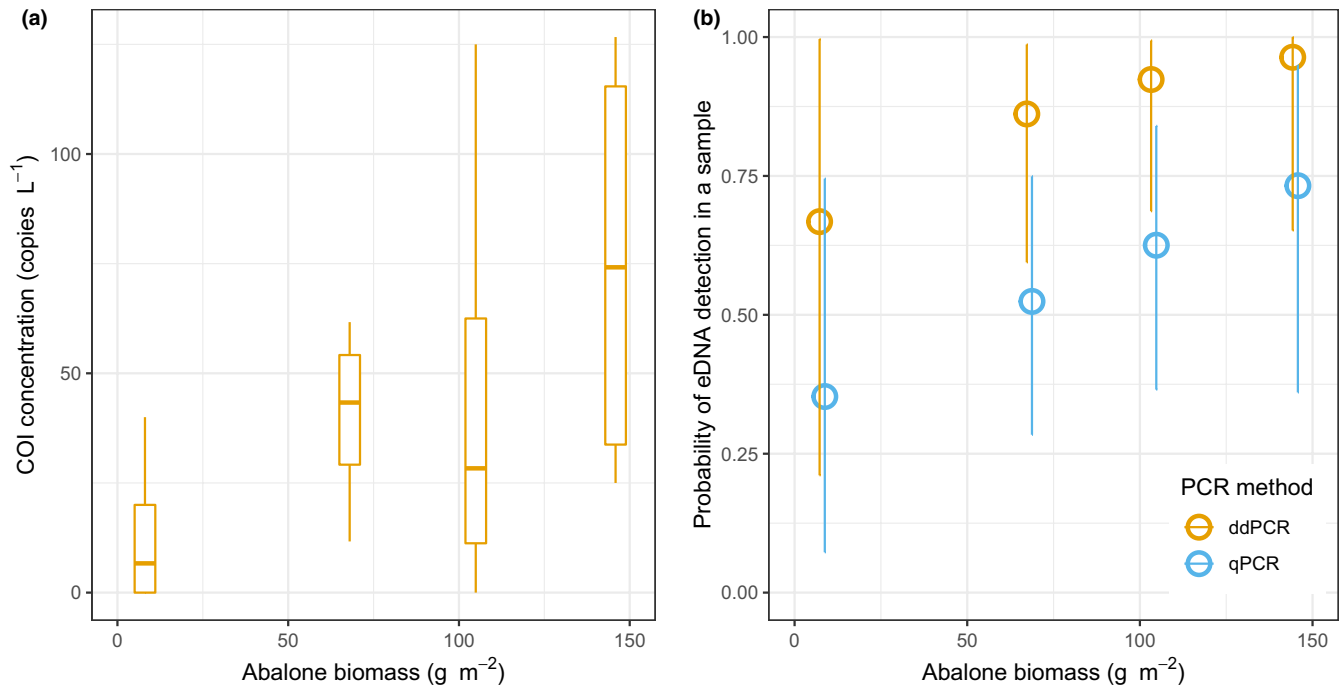 (a)
COI concentration (copies L⁻¹)
100
50
0
0
50
100
150
Abalone biomass (g m⁻²)
(b)
Probability of eDNA detection in a sample
1.00
0.75
0.50
0.25
0.00
0
50
100
150
Abalone biomass (g m⁻²)
PCR method
ddPCR
qPCR